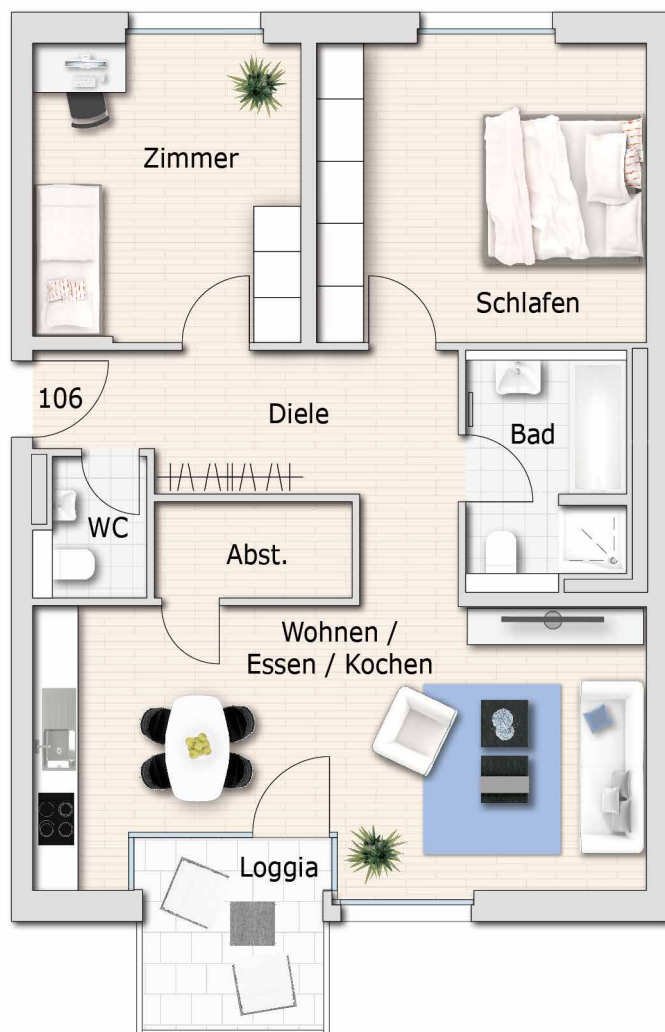 Zimmer
Schlafen
106
Diele
Bad
WC
Abst.
Wohnen /
Essen / Kochen
Loggia